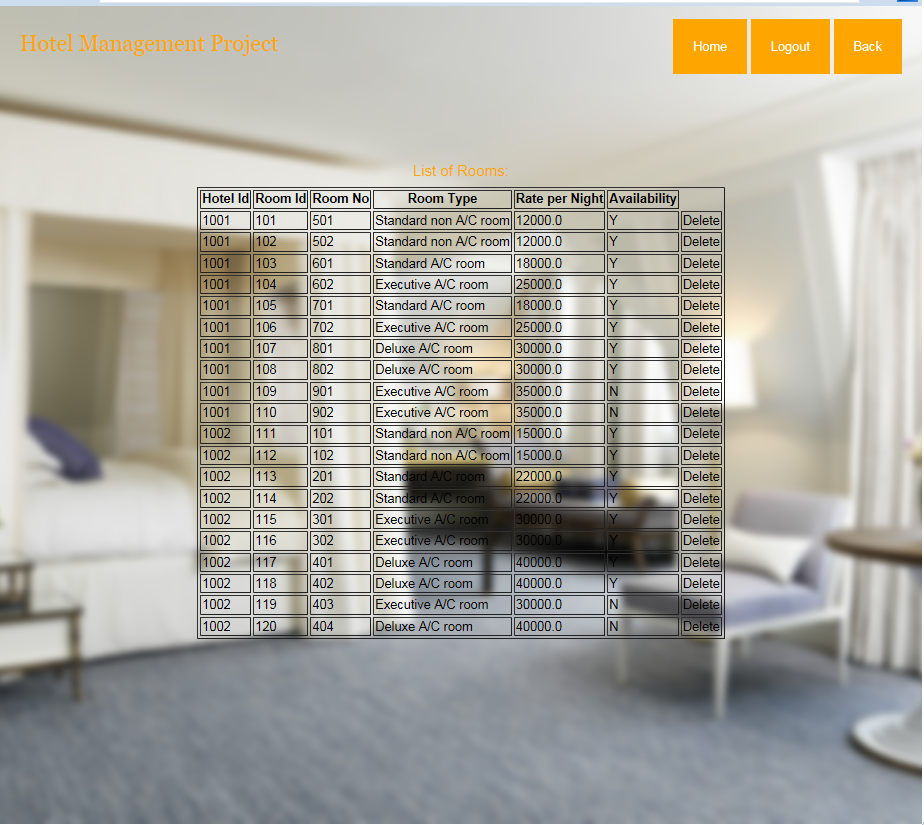 Hotel Management Project
Home Logout Back
List of Rooms:
Hotel Id Room Id Room No Room Type Rate per Night Availability
1001 101 501 Standard non A/C room 12000.0 Y Delete
1001 102 502 Standard non A/C room 12000.0 Y Delete
1001 103 601 Standard A/C room 18000.0 Y Delete
1001 104 602 Executive A/C room 25000.0 Y Delete
1001 105 701 Standard A/C room 18000.0 Y Delete
1001 106 702 Executive A/C room 25000.0 Y Delete
1001 107 801 Deluxe A/C room 30000.0 Y Delete
1001 108 802 Deluxe A/C room 30000.0 Y Delete
1001 109 901 Executive A/C room 35000.0 N Delete
1001 110 902 Executive A/C room 35000.0 N Delete
1002 111 101 Standard non A/C room 15000.0 Y Delete
1002 112 102 Standard non A/C room 15000.0 Y Delete
1002 113 201 Standard A/C room 22000.0 Y Delete
1002 114 202 Standard A/C room 22000.0 Y Delete
1002 115 301 Executive A/C room 30000.0 Y Delete
1002 116 302 Executive A/C room 30000.0 Y Delete
1002 117 401 Deluxe A/C room 40000.0 Y Delete
1002 118 402 Deluxe A/C room 40000.0 Y Delete
1002 119 403 Executive A/C room 30000.0 N Delete
1002 120 404 Deluxe A/C room 40000.0 N Delete